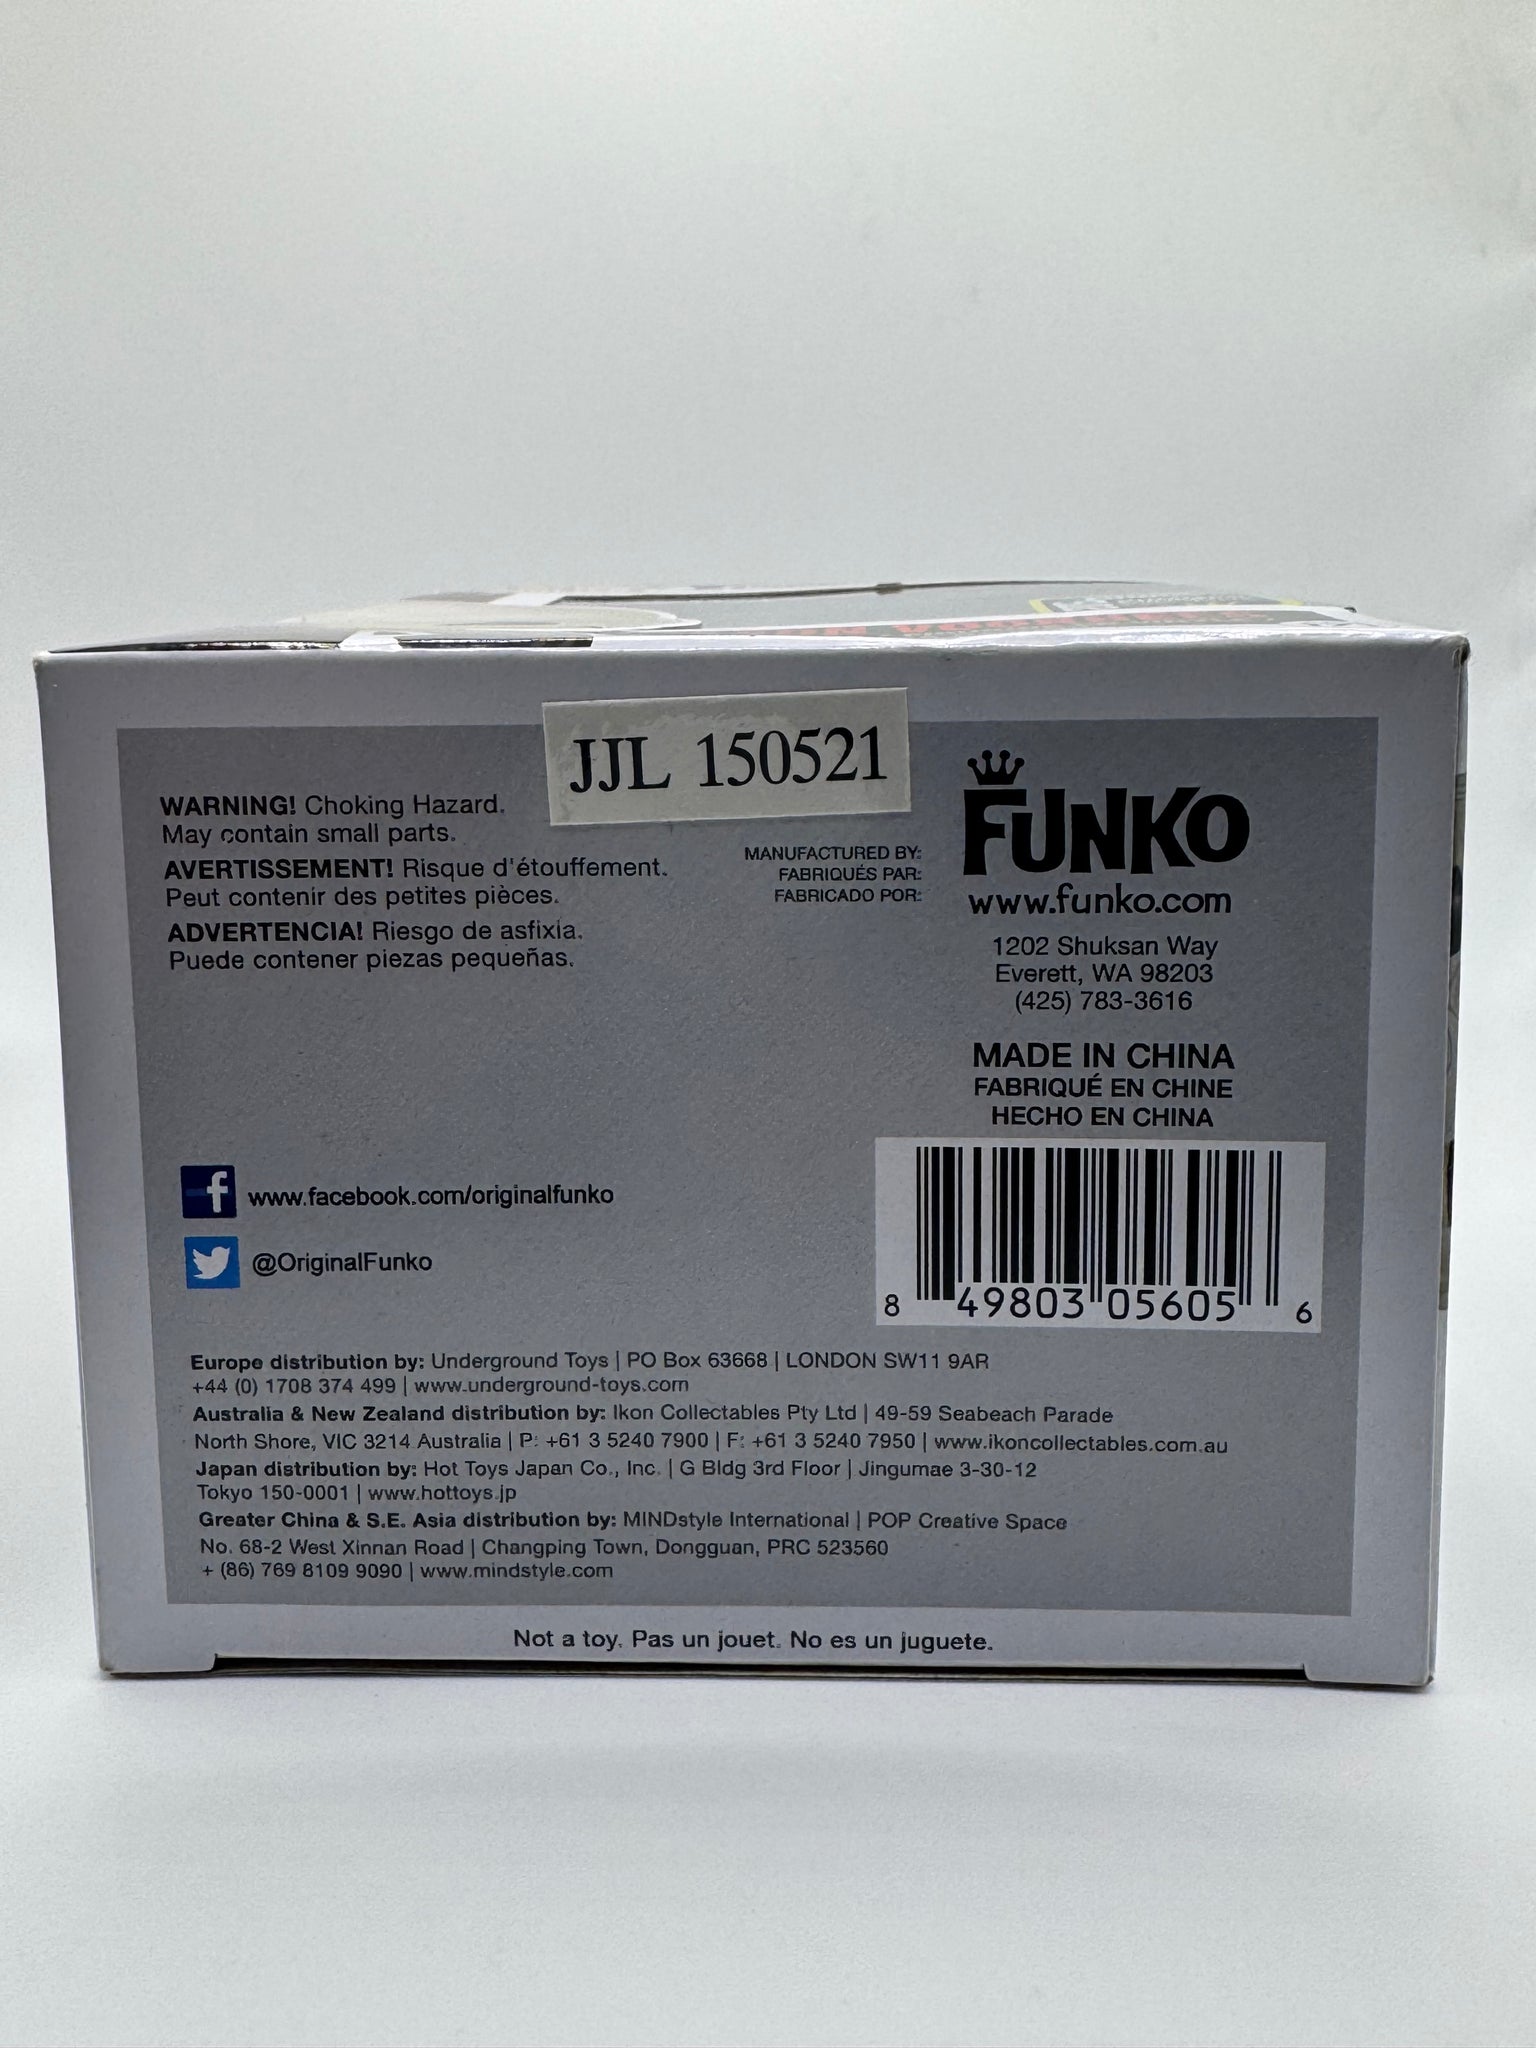 JJL 150521
WARNING! Choking Hazard.
May contain small parts.
AVERTISSEMENT! Risque d'étouffement.
Peut contenir des petites pièces.
ADVERTENCIA! Riesgo de asfixia.
Puede contener piezas pequeñas.
MANUFACTURED BY:
FABRIQUÉS PAR:
FABRICADO POR:
FUNKO
www.funko.com
1202 Shuksan Way
Everett, WA 98203
(425) 783-3616
MADE IN CHINA
FABRIQUÉ EN CHINE
HECHO EN CHINA
8 49803 05605 6
f www.facebook.com/originalfunko
@OriginalFunko
Europe distribution by: Underground Toys | PO Box 63668 | LONDON SW11 9AR
+44 (0) 1708 374 499 | www.underground-toys.com
Australia & New Zealand distribution by: Ikon Collectables Pty Ltd | 49-59 Seabeach Parade
North Shore, VIC 3214 Australia | P: +61 3 5240 7900 | F: +61 3 5240 7950 | www.ikoncollectables.com.au
Japan distribution by: Hot Toys Japan Co., Inc. | G Bldg 3rd Floor | Jingumae 3-30-12
Tokyo 150-0001 | www.hottoys.jp
Greater China & S.E. Asia distribution by: MINDstyle International | POP Creative Space
No. 68-2 West Xinnan Road | Changping Town, Dongguan, PRC 523560
+ (86) 769 8109 9090 | www.mindstyle.com
Not a toy. Pas un jouet. No es un juguete.